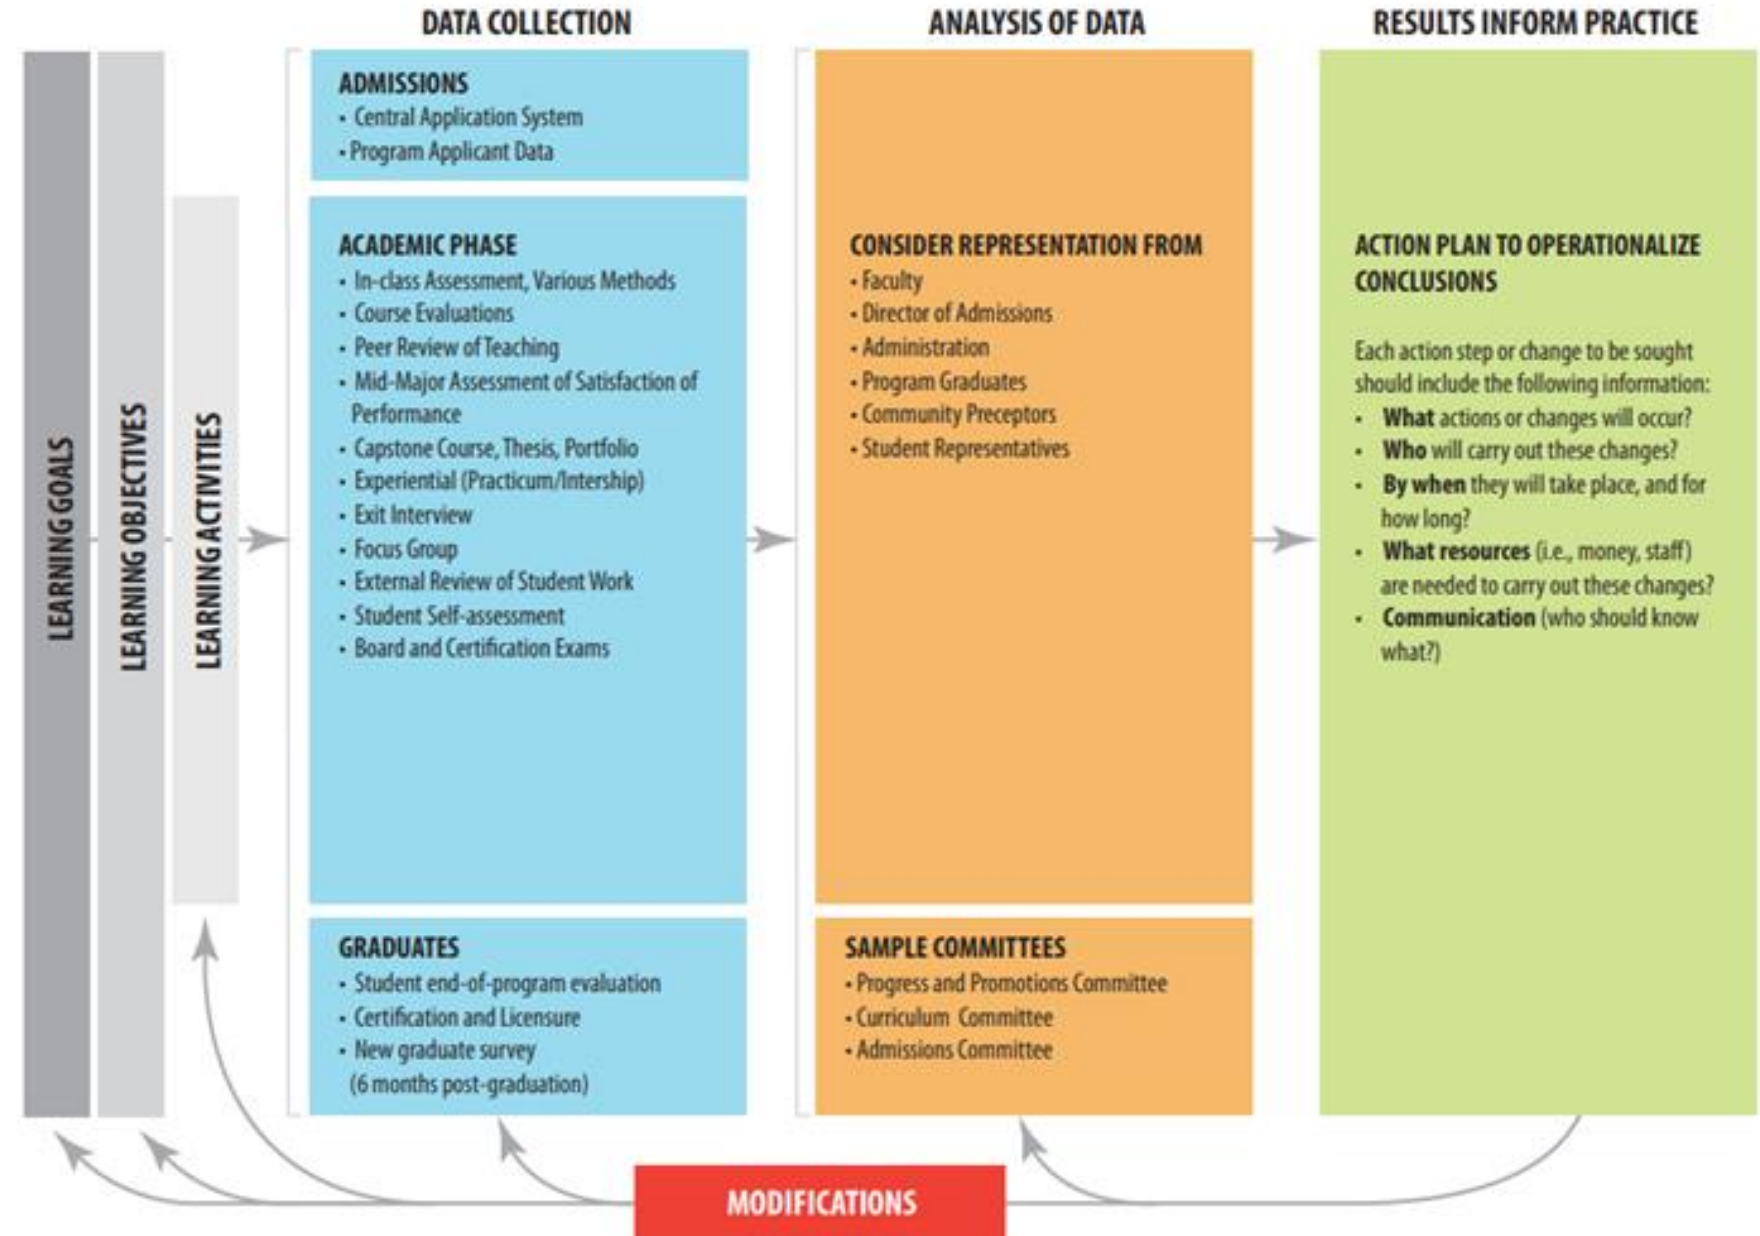 DATA COLLECTION
ANALYSIS OF DATA
RESULTS INFORM PRACTICE
LEARNING GOALS
LEARNING OBJECTIVES
LEARNING ACTIVITIES
ADMISSIONS
• Central Application System
• Program Applicant Data
ACADEMIC PHASE
• In-class Assessment, Various Methods
• Course Evaluations
• Peer Review of Teaching
• Mid-Major Assessment of Satisfaction of
Performance
• Capstone Course, Thesis, Portfolio
• Experiential (Practicum/Intership)
• Exit Interview
• Focus Group
• External Review of Student Work
• Student Self-assessment
• Board and Certification Exams
GRADUATES
• Student end-of-program evaluation
• Certification and Licensure
• New graduate survey
(6 months post-graduation)
CONSIDER REPRESENTATION FROM
• Faculty
• Director of Admissions
• Administration
• Program Graduates
• Community Preceptors
• Student Representatives
SAMPLE COMMITTEES
• Progress and Promotions Committee
• Curriculum Committee
• Admissions Committee
ACTION PLAN TO OPERATIONALIZE
CONCLUSIONS
Each action step or change to be sought
should include the following information:
• What actions or changes will occur?
• Who will carry out these changes?
• By when they will take place, and for
how long?
• What resources (i.e., money, staff)
are needed to carry out these changes?
• Communication (who should know
what?)
MODIFICATIONS